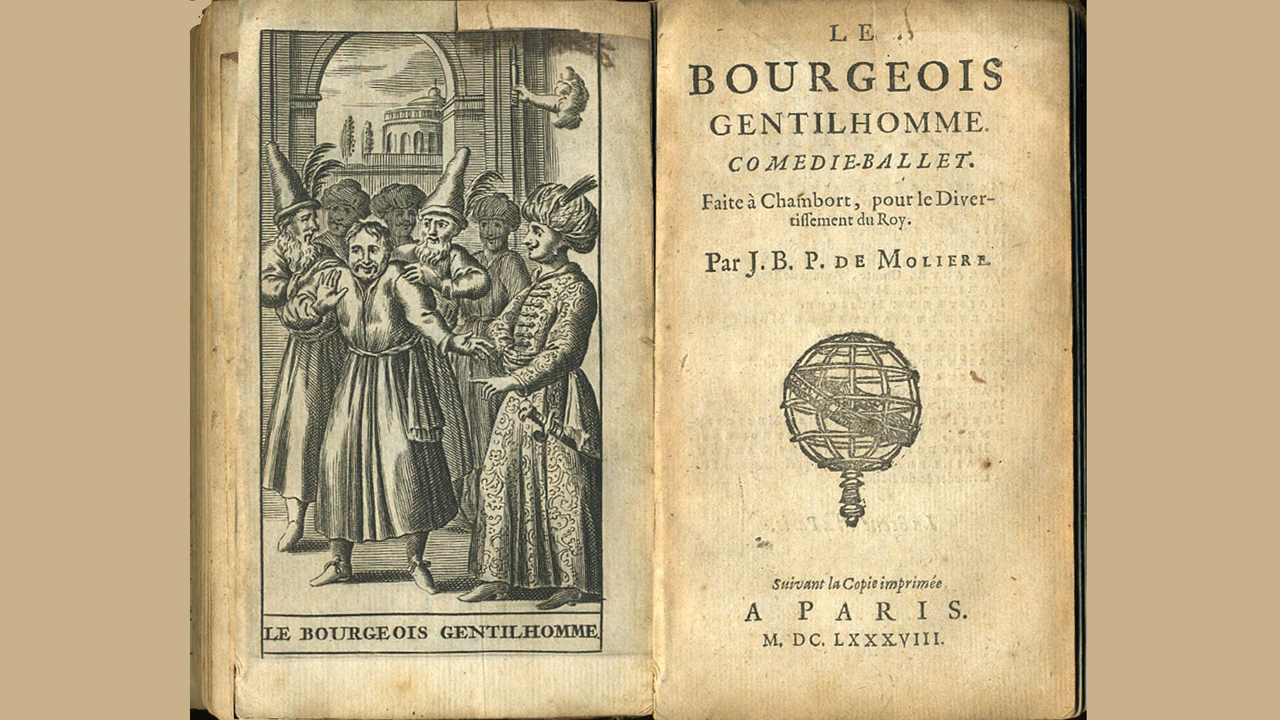 LE BOURGEOIS GENTILHOMME
LE
BOURGEOIS
GENTILHOMME.
COMEDIE-BALLET.
Faite à Chambort, pour le Diver-
tiſſement du Roy.
Par J. B. P. DE MOLIERE.
Suivant la Copie imprimée
A PARIS.
M. DC. LXXXVIII.